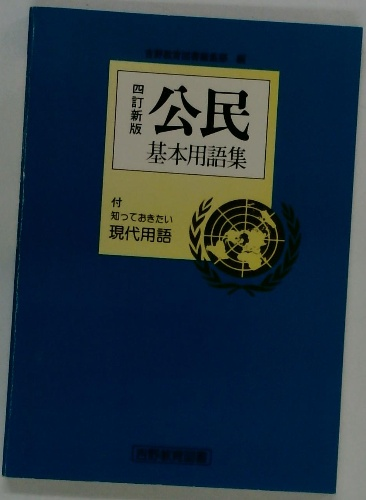 四訂新版
公民
基本用語集
付
知っておきたい
現代用語